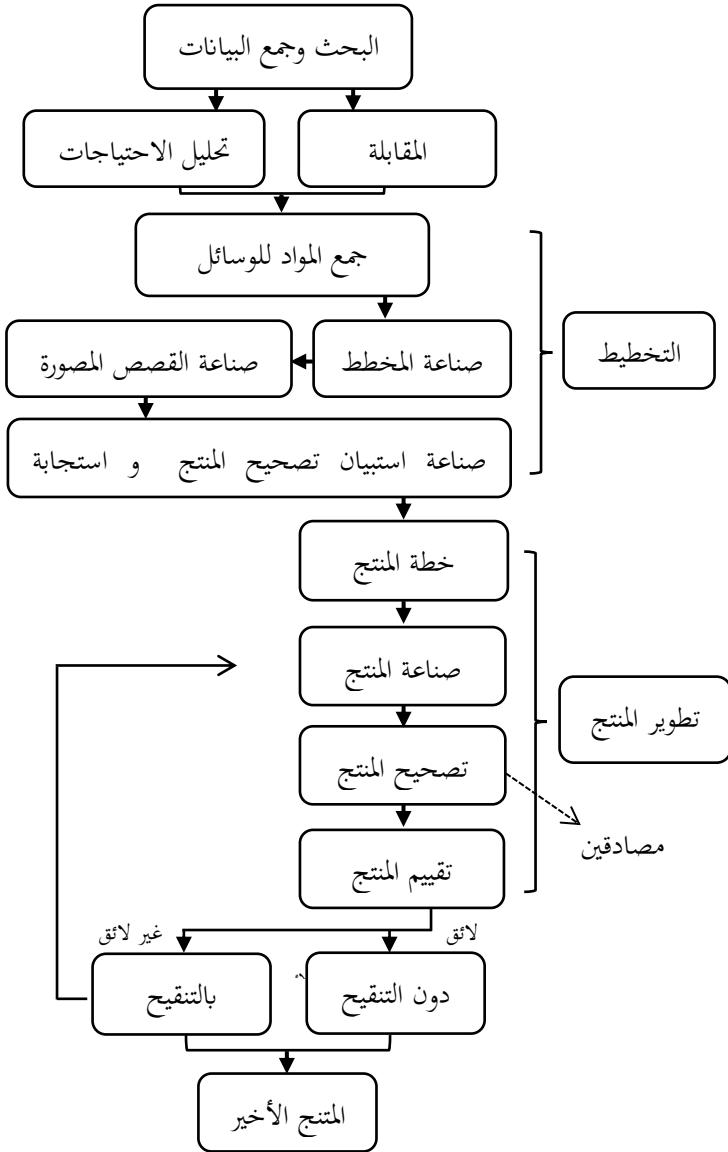 البحث وجمع البيانات
المقابلة
تحليل الاحتياجات
جمع المواد للوسائل
التخطيط
صناعة المخطط
صناعة القصص المصورة
صناعة استبيان تصحيح المنتج و استجابة
خطة المنتج
صناعة المنتج
تطوير المنتج
تصحيح المنتج
مصادقين
تقييم المنتج
لائق
غير لائق
دون التنقيح
بالتنقيح
المتنج الأخير